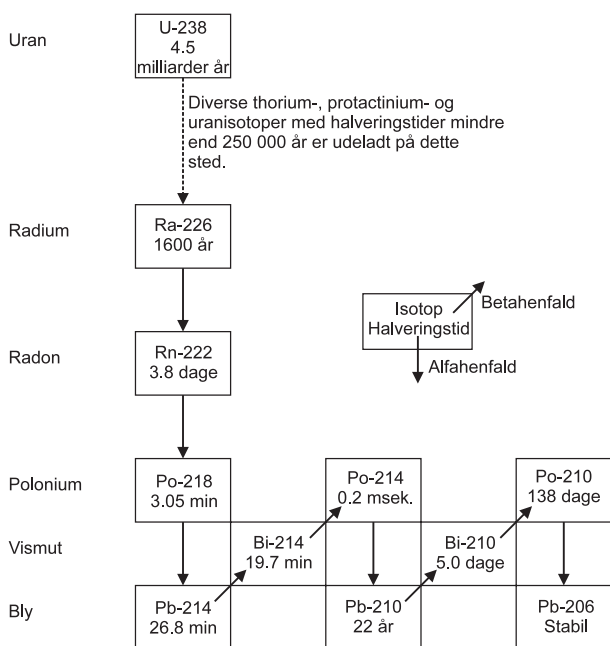 Uran
U-238
4.5
milliarder år
Diverse thorium-, protactinium- og
uranisotoper med halveringstider mindre
end 250 000 år er udeladt på dette
sted.
Radium
Ra-226
1600 år
Isotop
Halveringstid
Betahenfald
Alfahenfald
Radon
Rn-222
3.8 dage
Polonium
Po-218
3.05 min
Po-214
0.2 msek.
Po-210
138 dage
Vismut
Bi-214
19.7 min
Bi-210
5.0 dage
Bly
Pb-214
26.8 min
Pb-210
22 år
Pb-206
Stabil